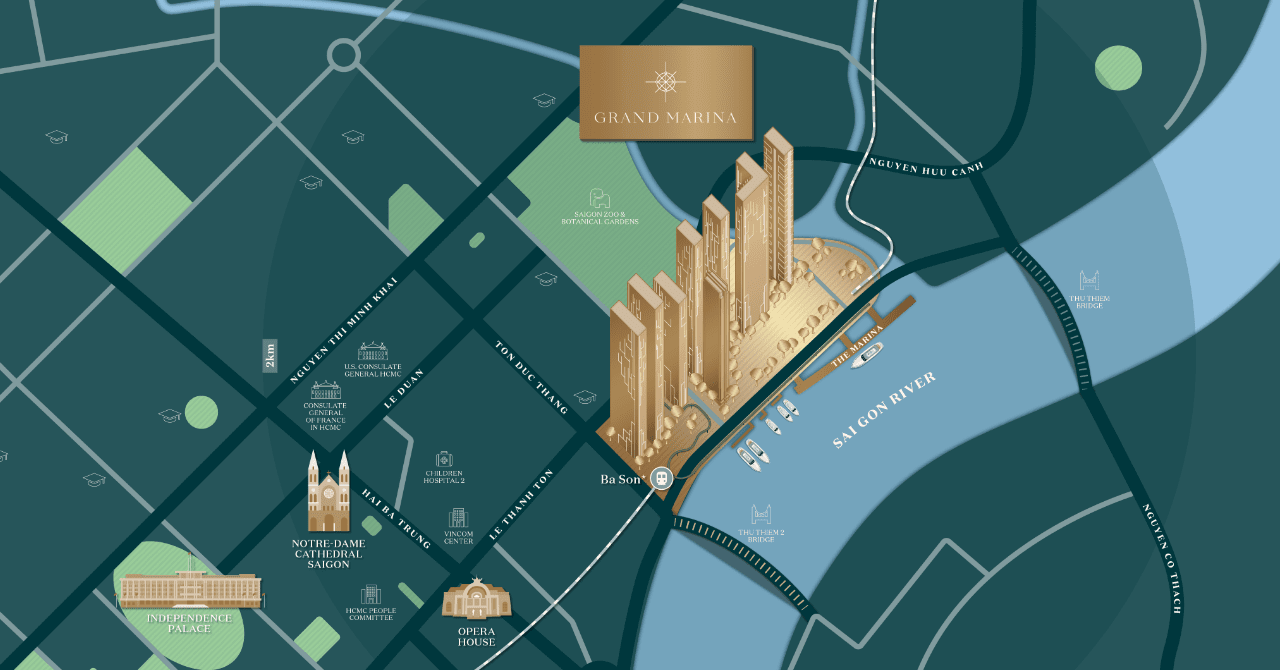 GRAND MARINA
NGUYEN HUU CANH
SAIGON ZOO &
BOTANICAL GARDENS
THU THIEM
BRIDGE
NGUYEN THI MINH KHAI
2km
U.S. CONSULATE
GENERAL HCMC
CONSULATE
GENERAL
OF FRANCE
IN HCMC
LE DUAN
TON DUC THANG
THE MARINA
SAI GON RIVER
Ba Son
CHILDREN
HOSPITAL 2
HAI BA TRUNG
LE THANH TON
VINCOM
CENTER
THU THIEM 2
BRIDGE
NGUYEN CO THACH
NOTRE-DAME
CATHEDRAL
SAIGON
INDEPENDENCE
PALACE
HCMC PEOPLE
COMMITTEE
OPERA
HOUSE